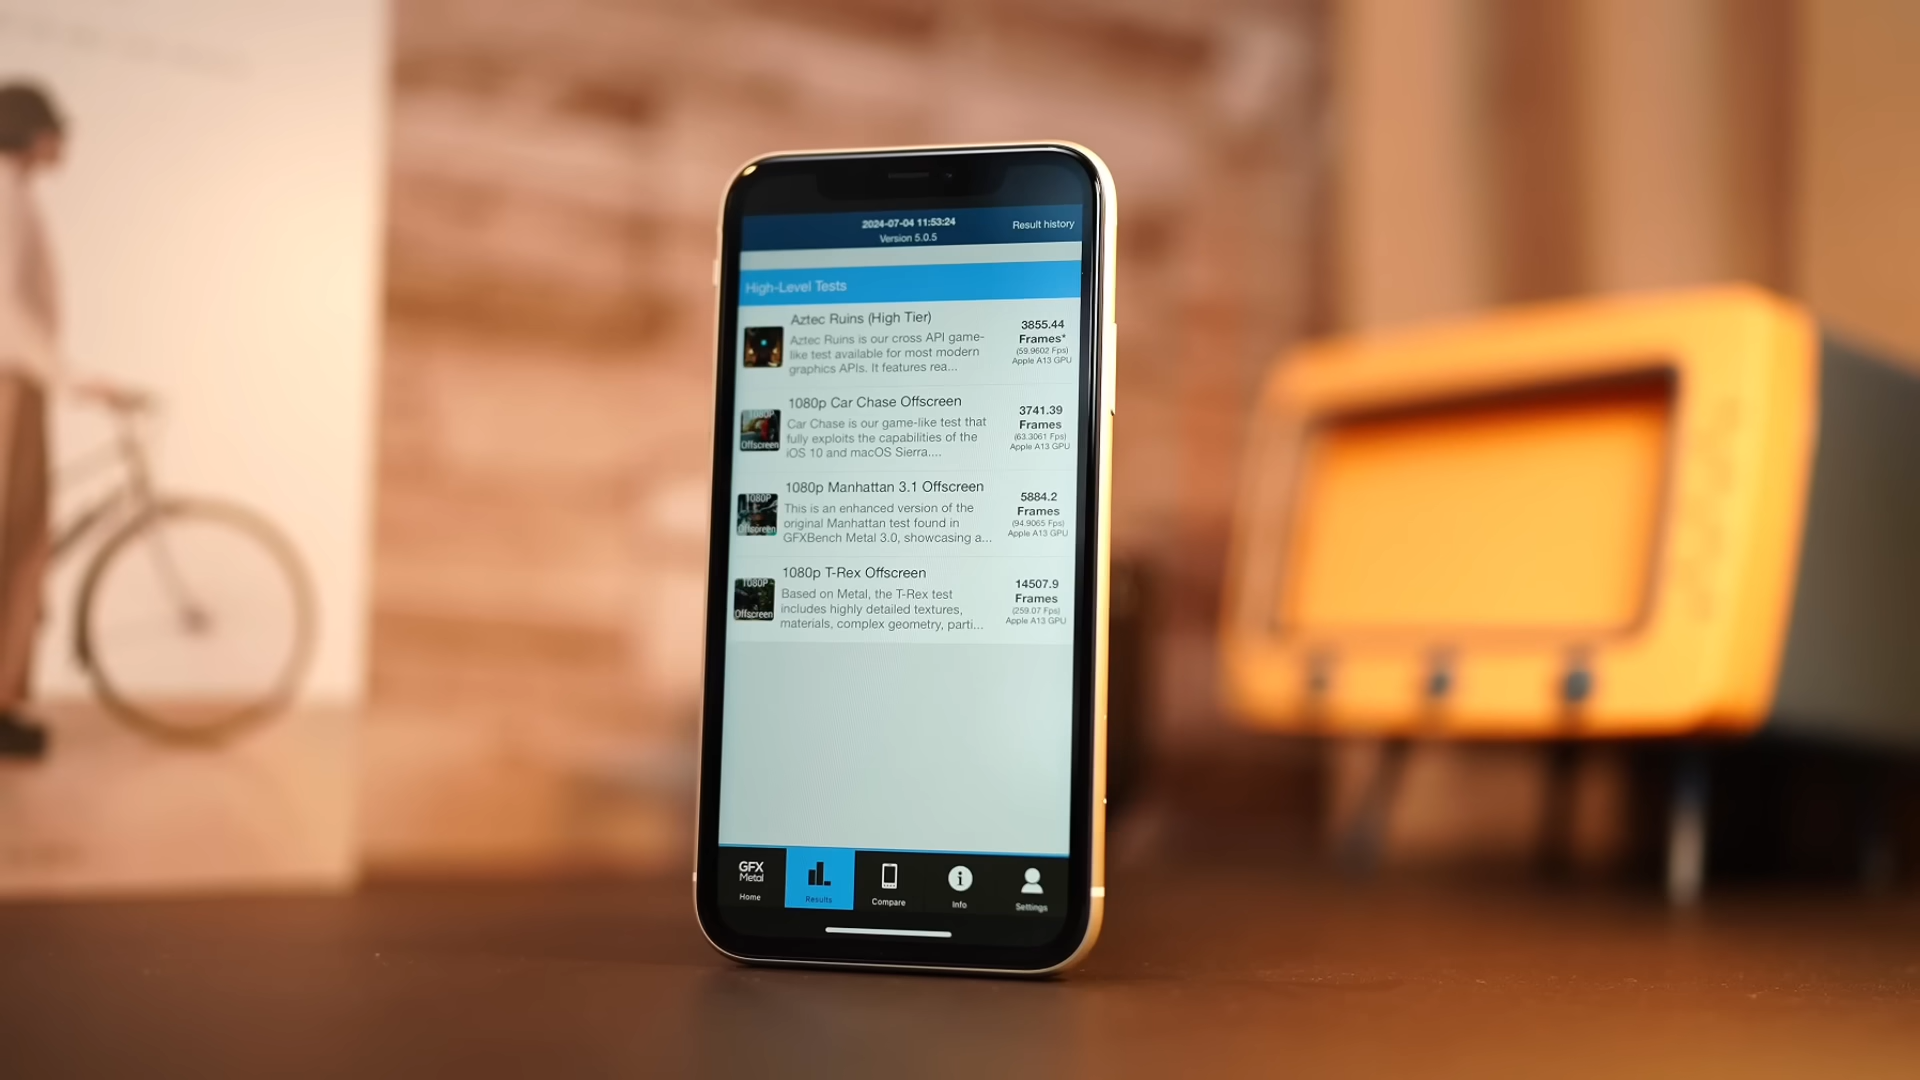 2024-07-04 11:53:24
Version 5.0.5
Result history
High-Level Tests
Aztec Ruins (High Tier)
Aztec Ruins is our cross API game-
like test available for most modern
graphics APIs. It features rea...
3855.44
Frames*
(59.9602 Fps)
Apple A13 GPU
1080p Car Chase Offscreen
1080P
Offscreen
Car Chase is our game-like test that
fully exploits the capabilities of the
iOS 10 and macOS Sierra....
3741.39
Frames
(63.3061 Fps)
Apple A13 GPU
1080p Manhattan 3.1 Offscreen
1080P
Offscreen
This is an enhanced version of the
original Manhattan test found in
GFXBench Metal 3.0, showcasing a...
5884.2
Frames
(94.9065 Fps)
Apple A13 GPU
1080p T-Rex Offscreen
1080P
Offscreen
Based on Metal, the T-Rex test
includes highly detailed textures,
materials, complex geometry, parti...
14507.9
Frames
(259.07 Fps)
Apple A13 GPU
GFX
Metal
Home
Results
Compare
Info
Settings